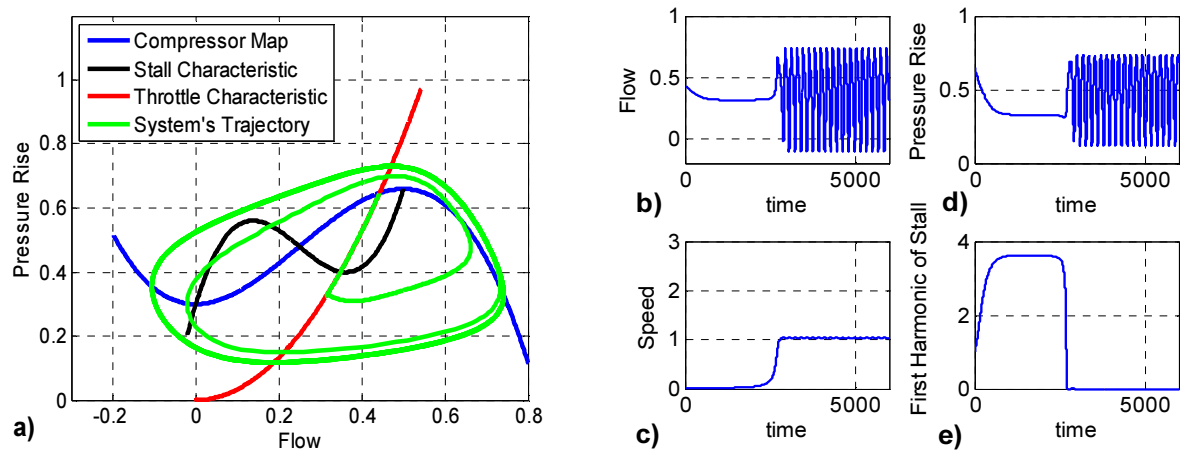 Compressor Map
Stall Characteristic
Throttle Characteristic
System's Trajectory
Pressure Rise
1
0.8
0.6
0.4
0.2
0
-0.2
0
0.2
0.4
0.6
0.8
Flow
a)
Flow
1
0.5
0
0
5000
time
b)
Pressure Rise
1
0.5
0
0
5000
time
d)
Speed
3
2
1
0
0
5000
time
c)
First Harmonic of Stall
4
2
0
0
5000
time
e)